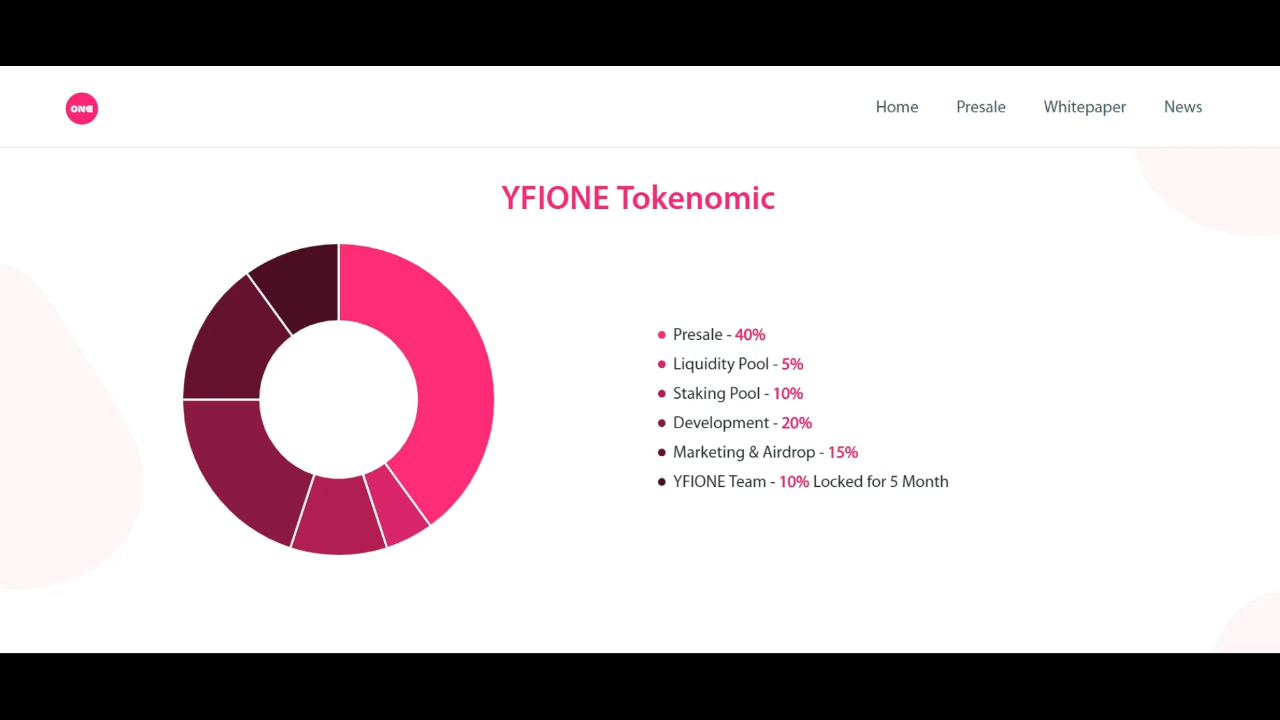 ONE
Home Presale Whitepaper News
YFIONE Tokenomic
Presale - 40%
Liquidity Pool - 5%
Staking Pool - 10%
Development - 20%
Marketing & Airdrop - 15%
YFIONE Team - 10% Locked for 5 Month